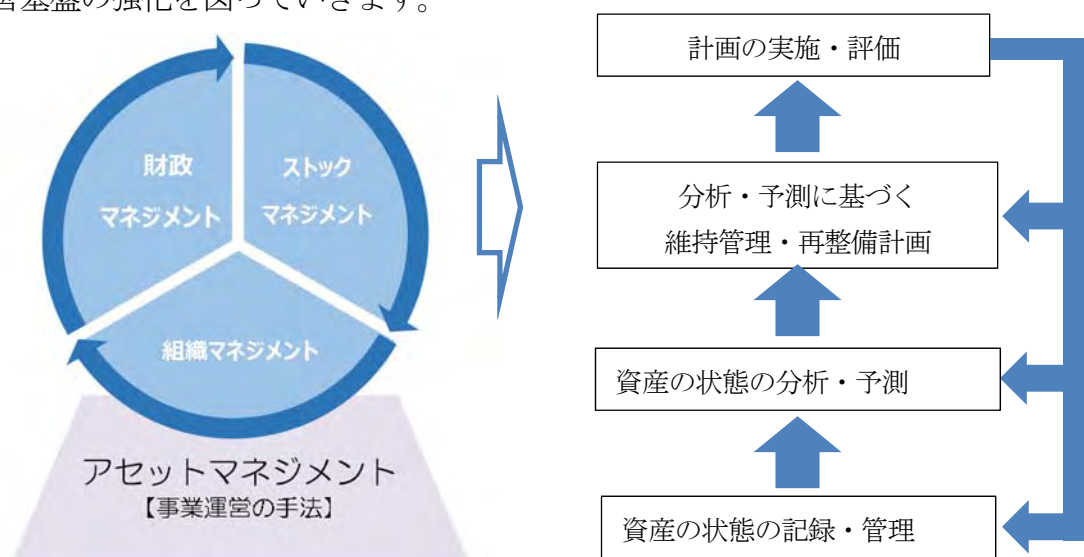 営基盤の強化を図っていきます。
財政
マネジメント
ストック
マネジメント
組織マネジメント
アセットマネジメント
【事業運営の手法】
計画の実施・評価
分析・予測に基づく
維持管理・再整備計画
資産の状態の分析・予測
資産の状態の記録・管理